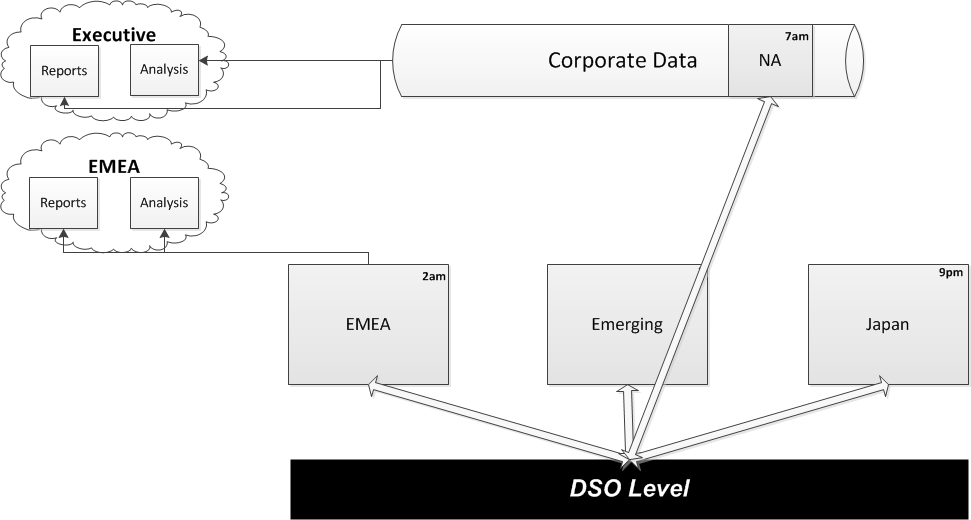 Executive
Reports
Analysis
Corporate Data
7am
NA
EMEA
Reports
Analysis
2am
EMEA
Emerging
9pm
Japan
DSO Level